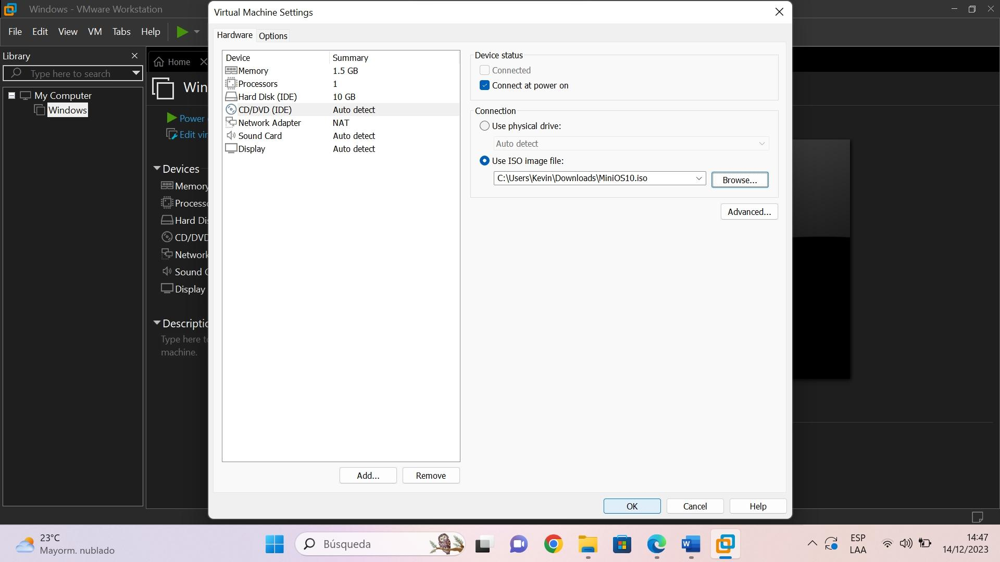 Windows - VMware Workstation
File Edit View VM Tabs Help
Library
Type here to search
My Computer
Windows
Home
Win
Power
Edit vir
Devices
Memory
Processo
Hard Di
CD/DVD
Network
Sound C
Display
Descriptio
Type here to
machine.
Virtual Machine Settings
Hardware Options
Device Summary
Memory 1.5 GB
Processors 1
Hard Disk (IDE) 10 GB
CD/DVD (IDE) Auto detect
Network Adapter NAT
Sound Card Auto detect
Display Auto detect
Add... Remove
Device status
Connected
Connect at power on
Connection
Use physical drive:
Auto detect
Use ISO image file:
C:\Users\Kevin\Downloads\MiniOS10.iso
Browse...
Advanced...
OK Cancel Help
23°C
Mayorm. nublado
Búsqueda
W
ESP
LAA
14:47
14/12/2023